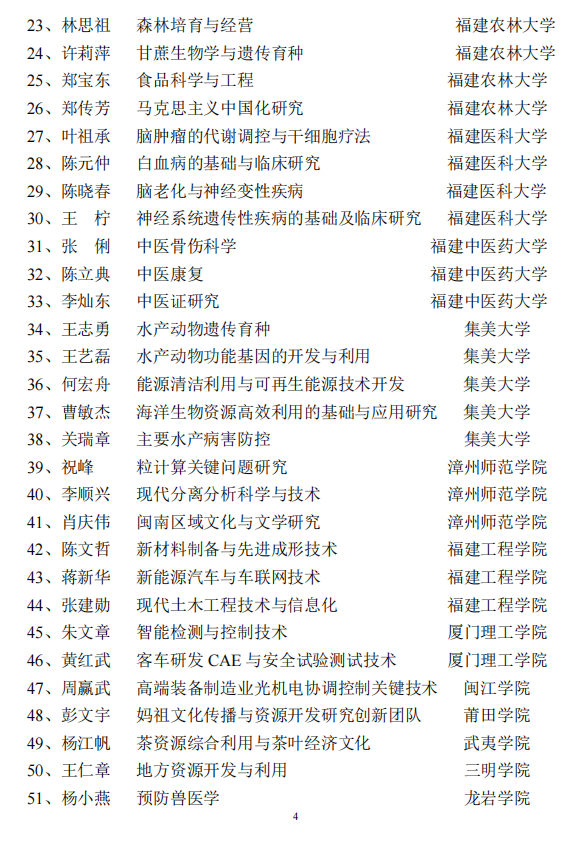 23、林思祖 森林培育与经营 福建农林大学
24、许莉萍 甘蔗生物学与遗传育种 福建农林大学
25、郑宝东 食品科学与工程 福建农林大学
26、郑传芳 马克思主义中国化研究 福建农林大学
27、叶祖承 脑肿瘤的代谢调控与干细胞疗法 福建医科大学
28、陈元仲 白血病的基础与临床研究 福建医科大学
29、陈晓春 脑老化与神经变性疾病 福建医科大学
30、王 柠 神经系统遗传性疾病的基础及临床研究 福建医科大学
31、张 俐 中医骨伤科学 福建中医药大学
32、陈立典 中医康复 福建中医药大学
33、李灿东 中医证研究 福建中医药大学
34、王志勇 水产动物遗传育种 集美大学
35、王艺磊 水产动物功能基因的开发与利用 集美大学
36、何宏舟 能源清洁利用与可再生能源技术开发 集美大学
37、曹敏杰 海洋生物资源高效利用的基础与应用研究 集美大学
38、关瑞章 主要水产病害防控 集美大学
39、祝峰 粒计算关键问题研究 漳州师范学院
40、李顺兴 现代分离分析科学与技术 漳州师范学院
41、肖庆伟 闽南区域文化与文学研究 漳州师范学院
42、陈文哲 新材料制备与先进成形技术 福建工程学院
43、蒋新华 新能源汽车与车联网技术 福建工程学院
44、张建勋 现代土木工程技术与信息化 福建工程学院
45、朱文章 智能检测与控制技术 厦门理工学院
46、黄红武 客车研发 CAE 与安全试验测试技术 厦门理工学院
47、周赢武 高端装备制造业光机电协调控制关键技术 闽江学院
48、彭文宇 妈祖文化传播与资源开发研究创新团队 莆田学院
49、杨江帆 茶资源综合利用与茶叶经济文化 武夷学院
50、王仁章 地方资源开发与利用 三明学院
51、杨小燕 预防兽医学 龙岩学院
4